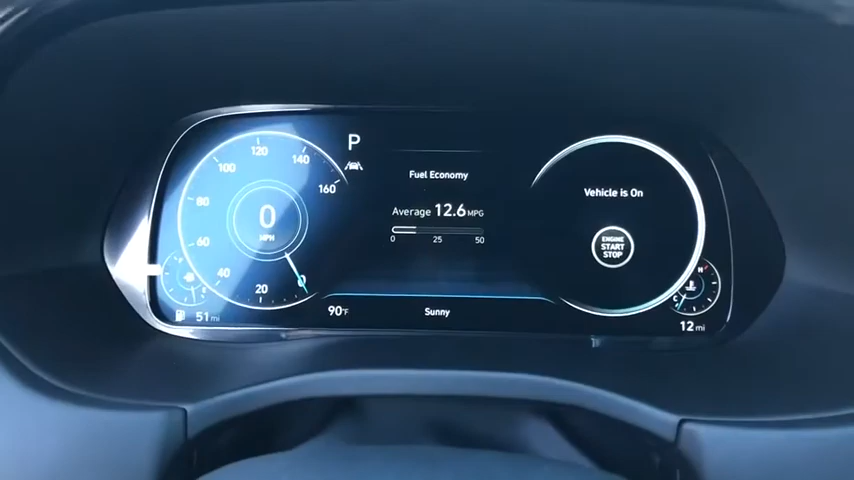 P
120
100
140
160
80
0
MPH
60
40
20
0
E
51 mi
Fuel Economy
Average 12.6 MPG
0 25 50
90°F
Sunny
Vehicle is On
ENGINE
START
STOP
H
C
12 mi